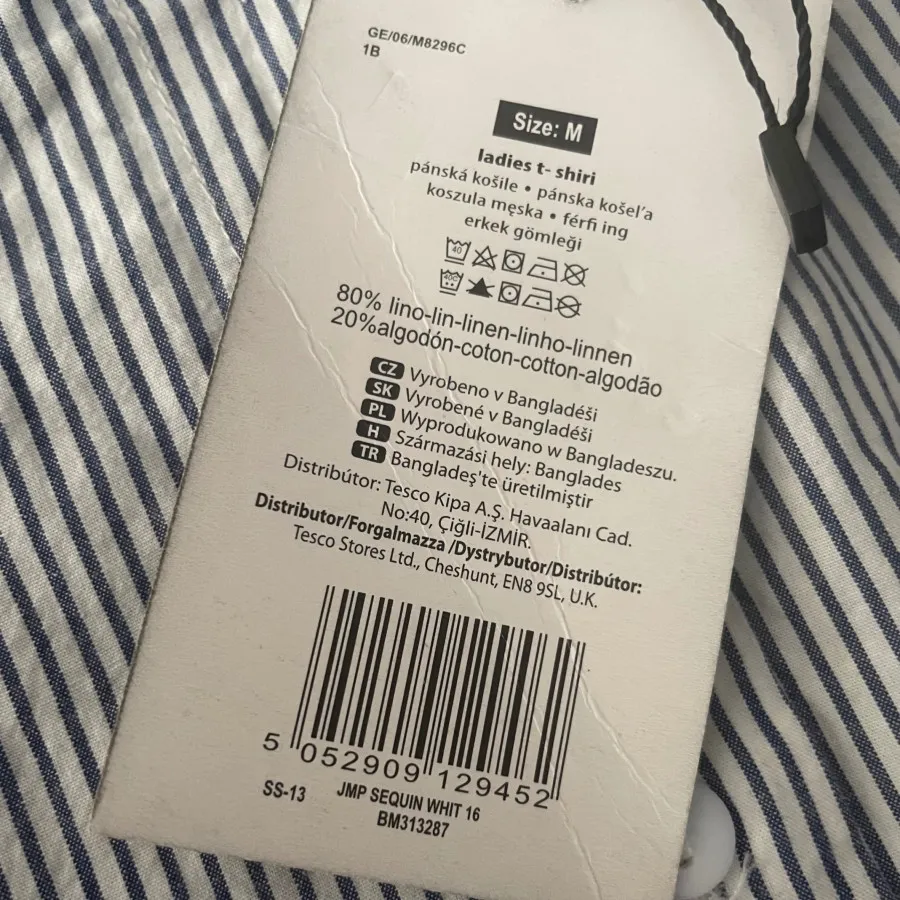 GE/06/M8296C
1B
Size: M
ladies t- shiri
pánská košile • pánska košeľa
koszula męska • férfi ing
erkek gömleği
40
40C
80% lino-lin-linen-linho-linnen
20%algodón-coton-cotton-algodão
CZ Vyrobeno v Bangladéši
SK Vyrobené v Bangladéši
PL Wyprodukowano w Bangladeszu.
H Származási hely: Banglades
TR Bangladeş'te üretilmiştir
Distribútor: Tesco Kipa A.Ş. Havaalanı Cad.
No:40, Çiğli-İZMİR.
Distributor/Forgalmazza /Dystrybutor/Distribútor:
Tesco Stores Ltd., Cheshunt, EN8 9SL, U.K.
5 052909 129452
SS-13 JMP SEQUIN WHIT 16
BM313287